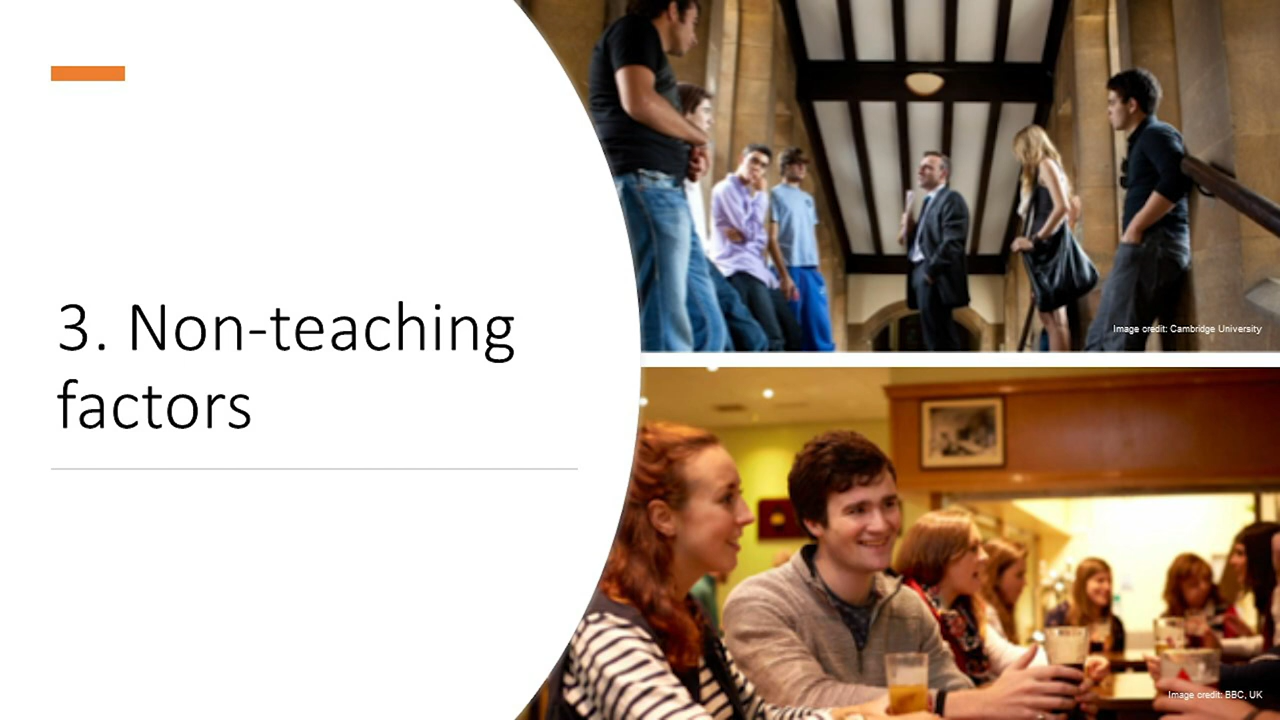 3. Non-teaching
factors
Image credit: Cambridge University
Image credit: BBC, UK